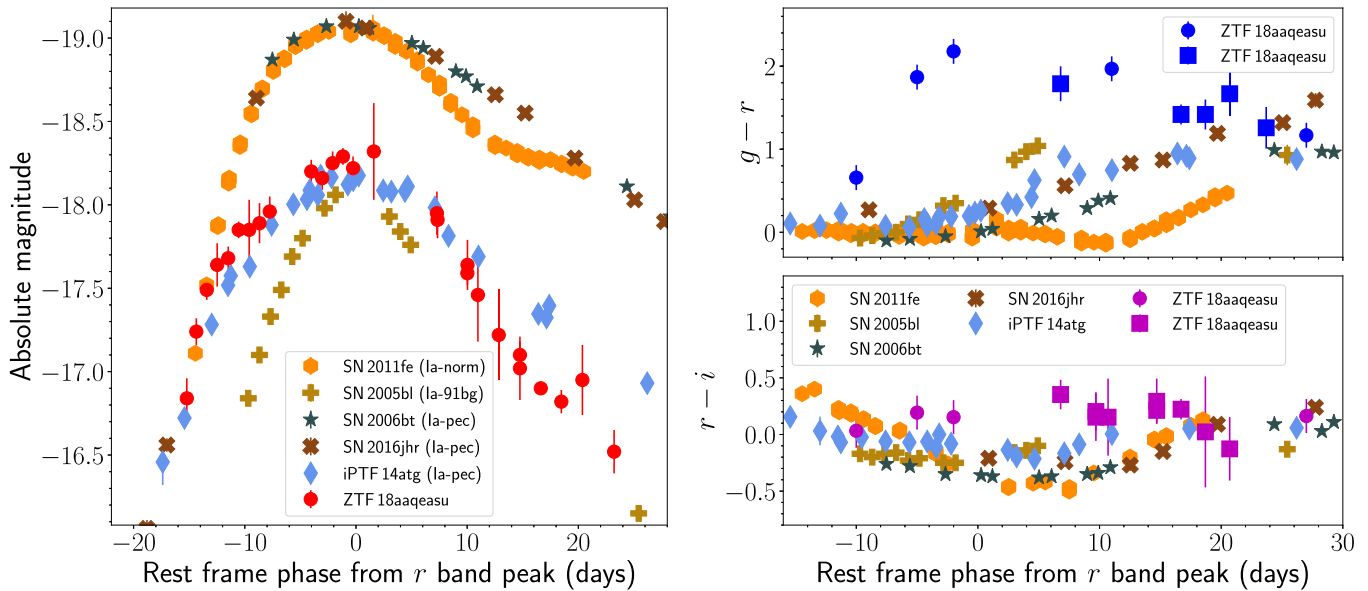 Absolute magnitude
−19.0
−18.5
−18.0
−17.5
−17.0
−16.5
SN 2011fe (Ia-norm)
SN 2005bl (Ia-91bg)
SN 2006bt (Ia-pec)
SN 2016jhr (Ia-pec)
iPTF 14atg (Ia-pec)
ZTF 18aaqeasu
−20 −10 0 10 20
Rest frame phase from r band peak (days)
g − r
2
1
0
ZTF 18aaqeasu
ZTF 18aaqeasu
r − i
1.0
0.5
0.0
−0.5
SN 2011fe
SN 2005bl
SN 2006bt
SN 2016jhr
iPTF 14atg
ZTF 18aaqeasu
ZTF 18aaqeasu
−10 0 10 20 30
Rest frame phase from r band peak (days)